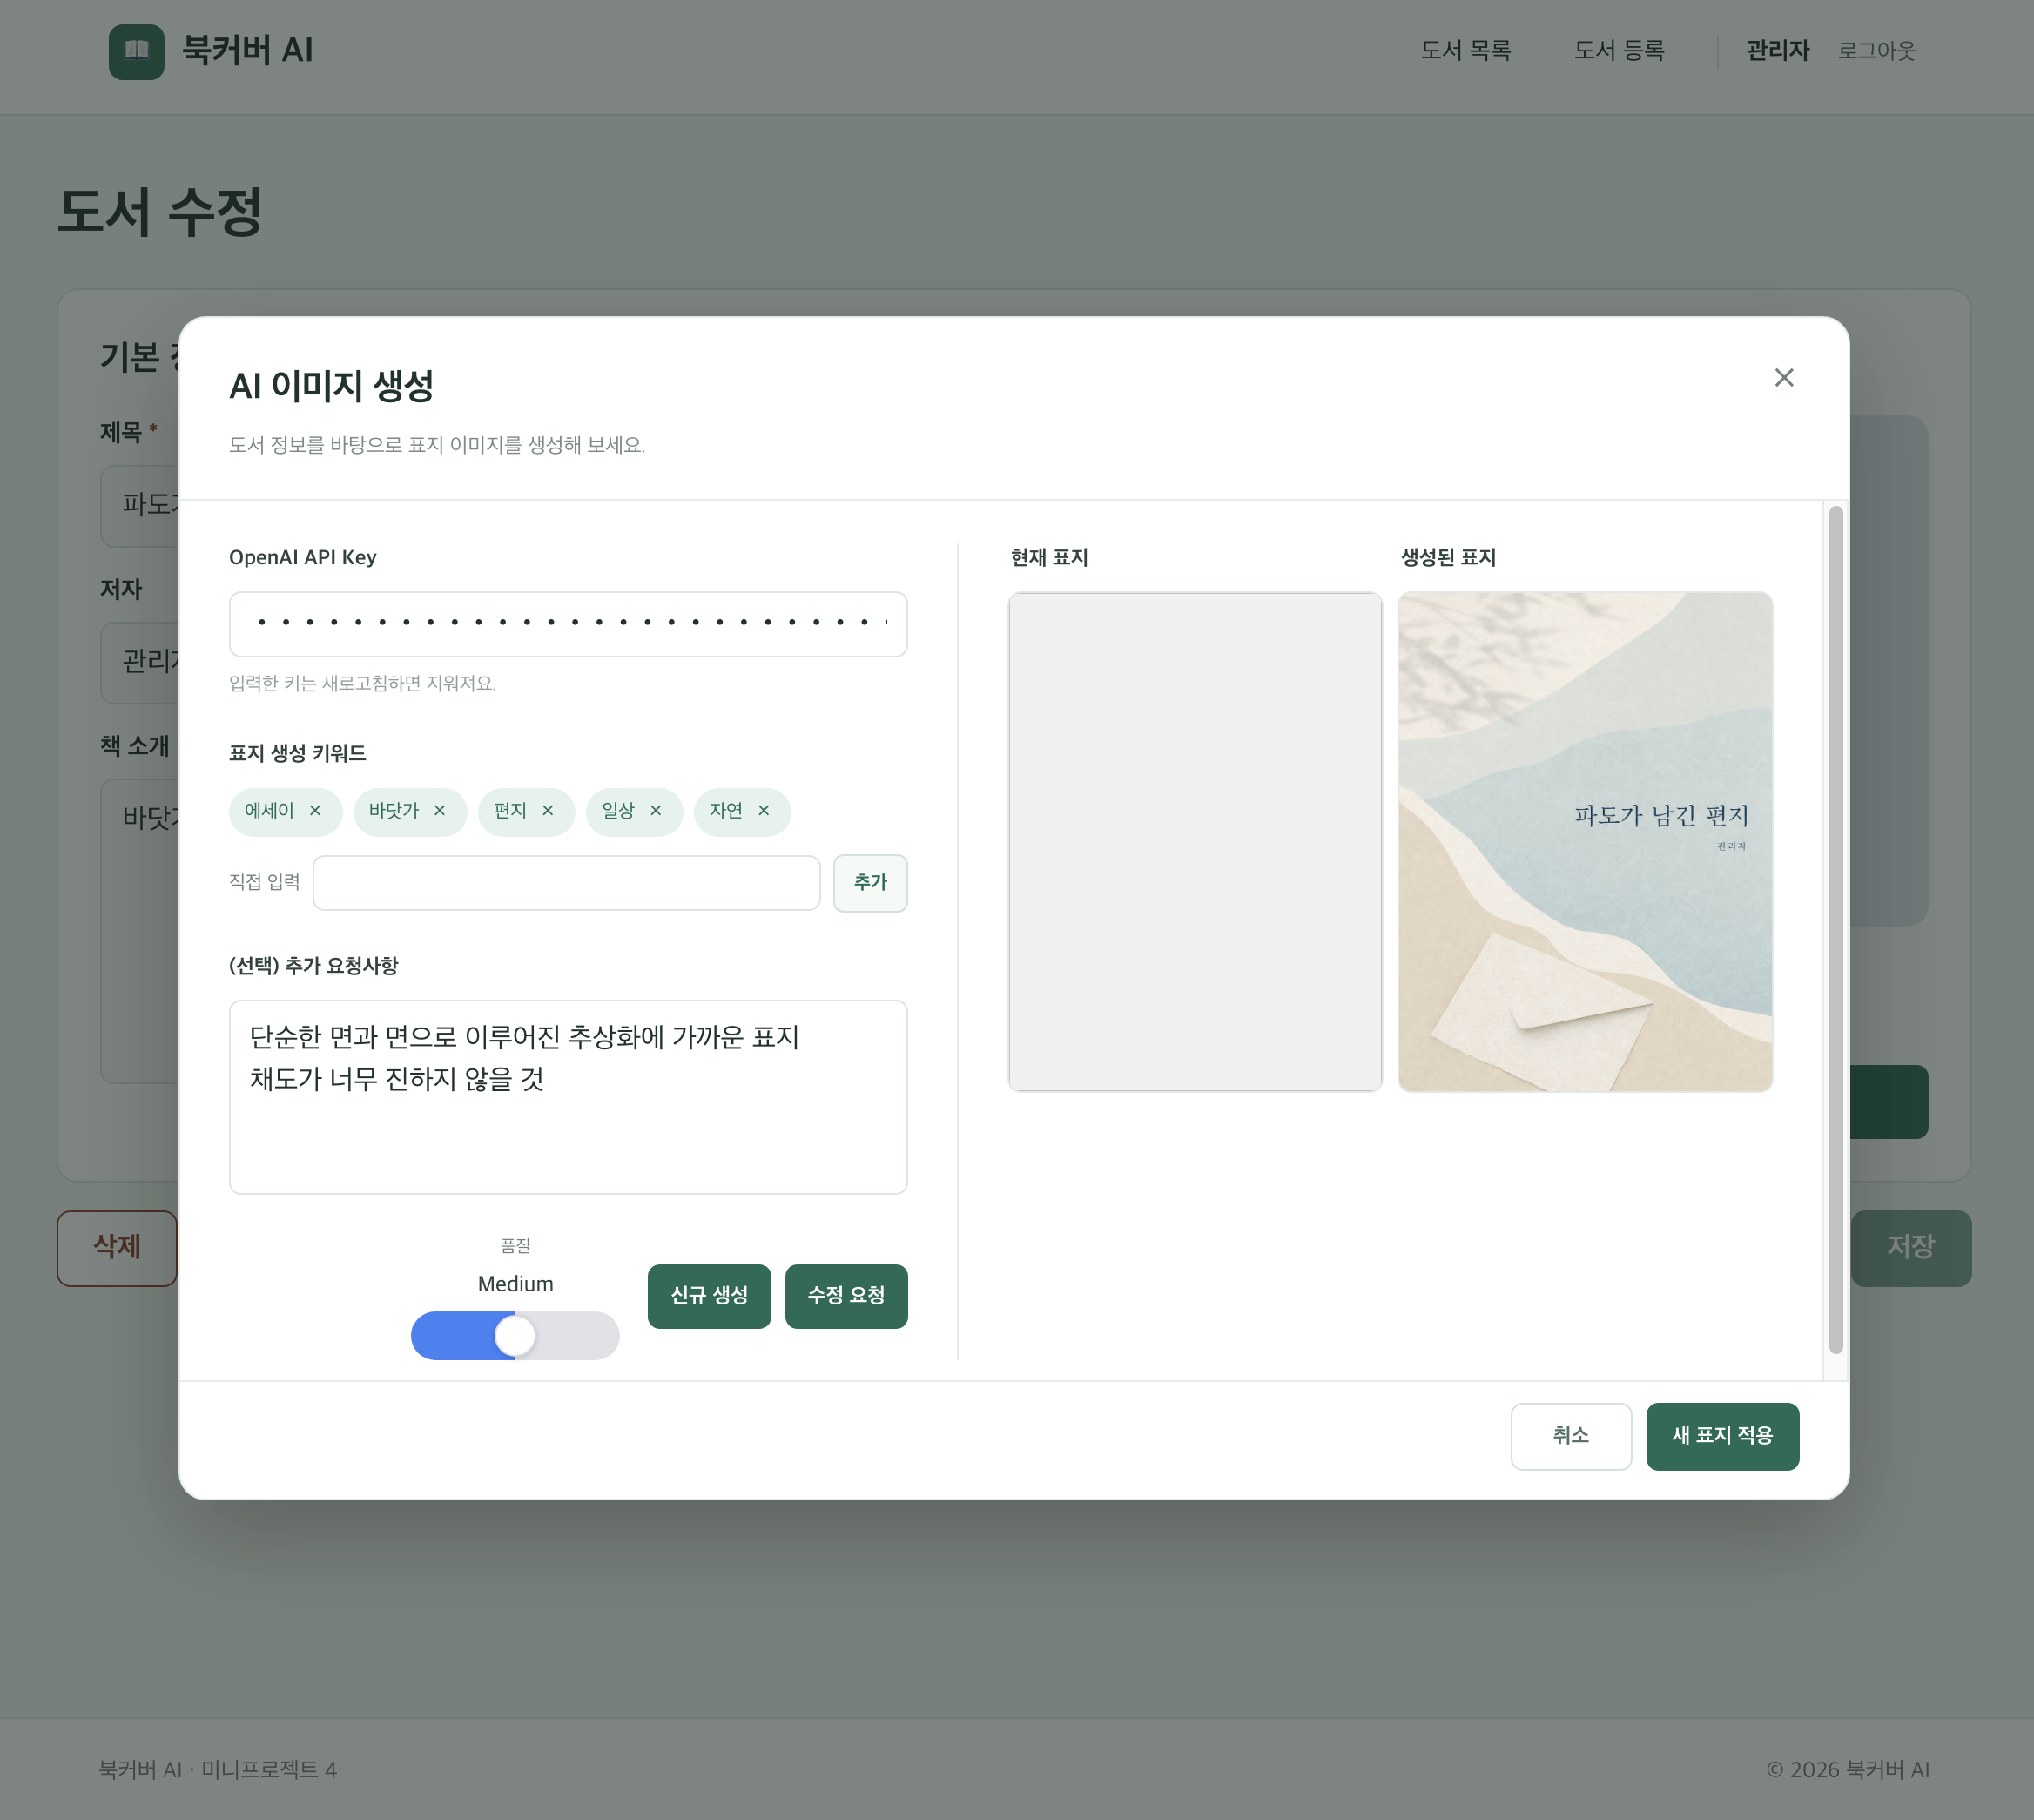 북커버 AI
도서 목록
도서 등록
관리자
로그아웃
도서 수정
기본
제목 *
저자
책 소개
삭제
저장
AI 이미지 생성
×
도서 정보를 바탕으로 표지 이미지를 생성해 보세요.
OpenAI API Key
입력한 키는 새로고침하면 지워져요.
표지 생성 키워드
에세이 × 바닷가 × 편지 × 일상 × 자연 ×
직접 입력
추가
(선택) 추가 요청사항
단순한 면과 면으로 이루어진 추상화에 가까운 표지
채도가 너무 진하지 않을 것
품질
Medium
신규 생성
수정 요청
현재 표지
생성된 표지
파도가 남긴 편지
관리자
취소
새 표지 적용
북커버 AI · 미니프로젝트 4
© 2026 북커버 AI